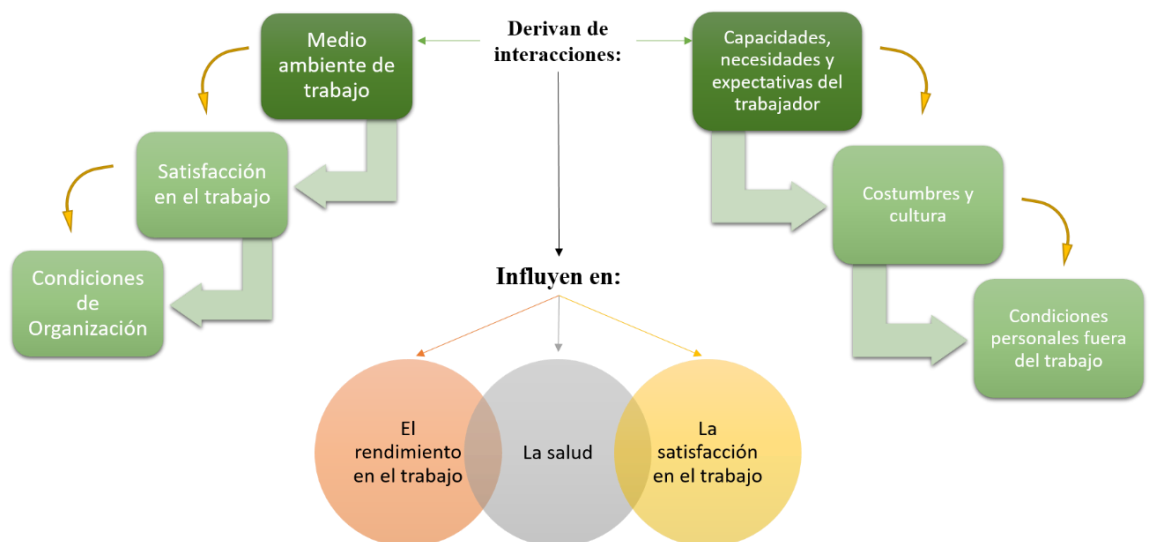 Derivan de
interacciones:
Medio
ambiente de
trabajo
Satisfacción
en el trabajo
Condiciones
de
Organización
Capacidades,
necesidades y
expectativas del
trabajador
Costumbres y
cultura
Condiciones
personales fuera
del trabajo
Influyen en:
El
rendimiento
en el trabajo
La salud
La
satisfacción
en el trabajo